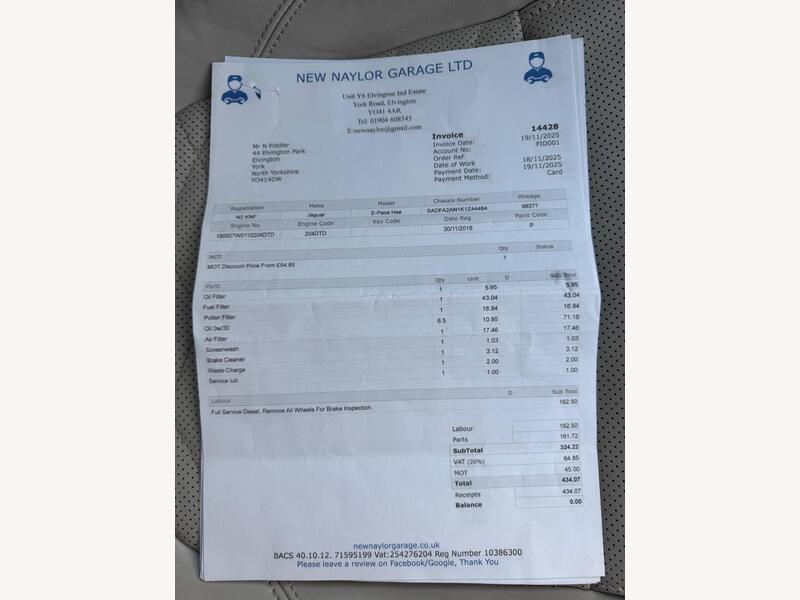 NEW NAYLOR GARAGE LTD
Unit Y6 Elvington Ind Estate
York Road, Elvington
YO41 4AR
Tel: 01904 608545
E:newnaylor@gmail.com
Mr N Fiddler
44 Elvington Park
Elvington
York
North Yorkshire
YO414DW
Invoice 14428
Invoice Date: 19/11/2025
Account No: FID001
Order Ref:
Date of Work 18/11/2025
Payment Date: 19/11/2025
Payment Method: Card
Registration Make Model Chassis Number Mileage
N2 KNF Jaguar E-Pace Hse SADFA2AN1K1Z44484 98377
Engine No Engine Code Key Code Date Reg Paint Code
180927W0110204DTD 204DTD 30/11/2018 P
MOT Qty Status
MOT Discount Price From £54.85 1
Parts Qty Unit D Sub Total
Oil Filter 1 5.95 5.95
Fuel Filter 1 43.04 43.04
Pollen Filter 1 16.94 16.94
Oil 0w/30 6.5 10.95 71.18
Air Filter 1 17.46 17.46
Screenwash 1 1.03 1.03
Brake Cleaner 1 3.12 3.12
Waste Charge 1 2.00 2.00
Service lub 1 1.00 1.00
Labour D Sub Total
Full Service Diesel, Remove All Wheels For Brake Inspection, 162.50
Labour 162.50
Parts 161.72
SubTotal 324.22
VAT (20%) 64.85
MOT 45.00
Total 434.07
Receipts 434.07
Balance 0.00
newnaylorgarage.co.uk
BACS 40.10.12. 71595199 Vat:254276204 Reg Number 10386300
Please leave a review on Facebook/Google, Thank You